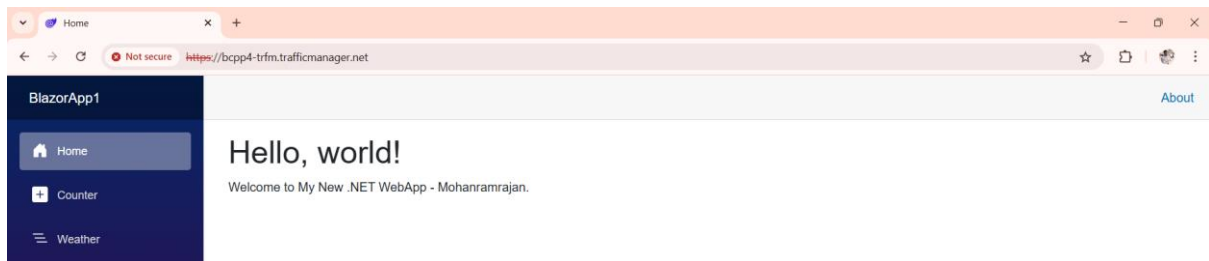 Home
Not secure https://bcpp4-trfm.trafficmanager.net
BlazorApp1
About
Home
Hello, world!
Welcome to My New .NET WebApp - Mohanramrajan.
Counter
Weather